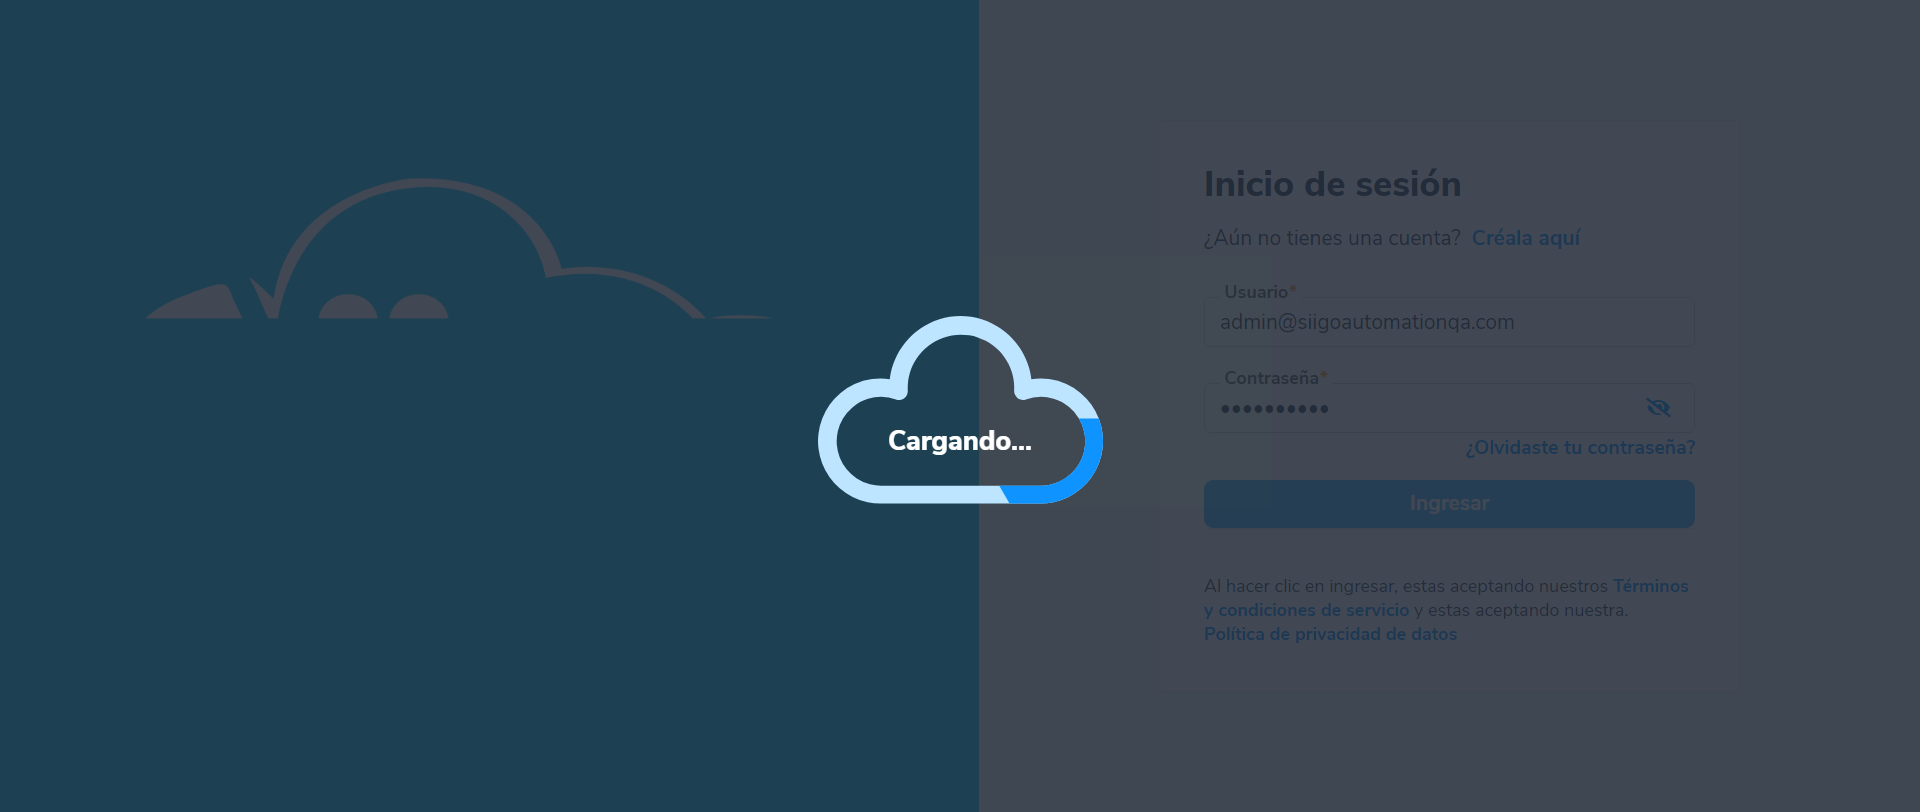 Inicio de sesión
¿Aún no tienes una cuenta? Créala aquí
Usuario*
admin@siigoautomationqa.com
Contraseña*
••••••••••
¿Olvidaste tu contraseña?
Cargando...
Ingresar
Al hacer clic en ingresar, estas aceptando nuestros Términos
y condiciones de servicio y estas aceptando nuestra.
Política de privacidad de datos